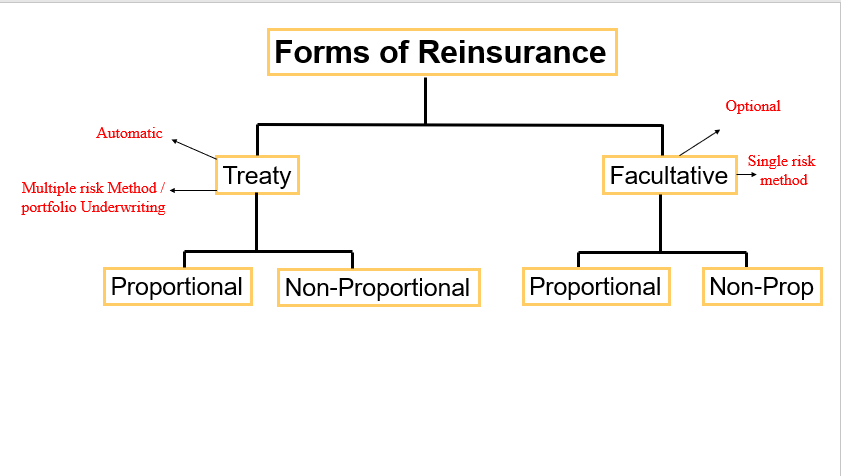 Forms of Reinsurance
Optional
Automatic
Treaty
Facultative
Single risk
method
Multiple risk Method /
portfolio Underwriting
Proportional
Non-Proportional
Proportional
Non-Prop